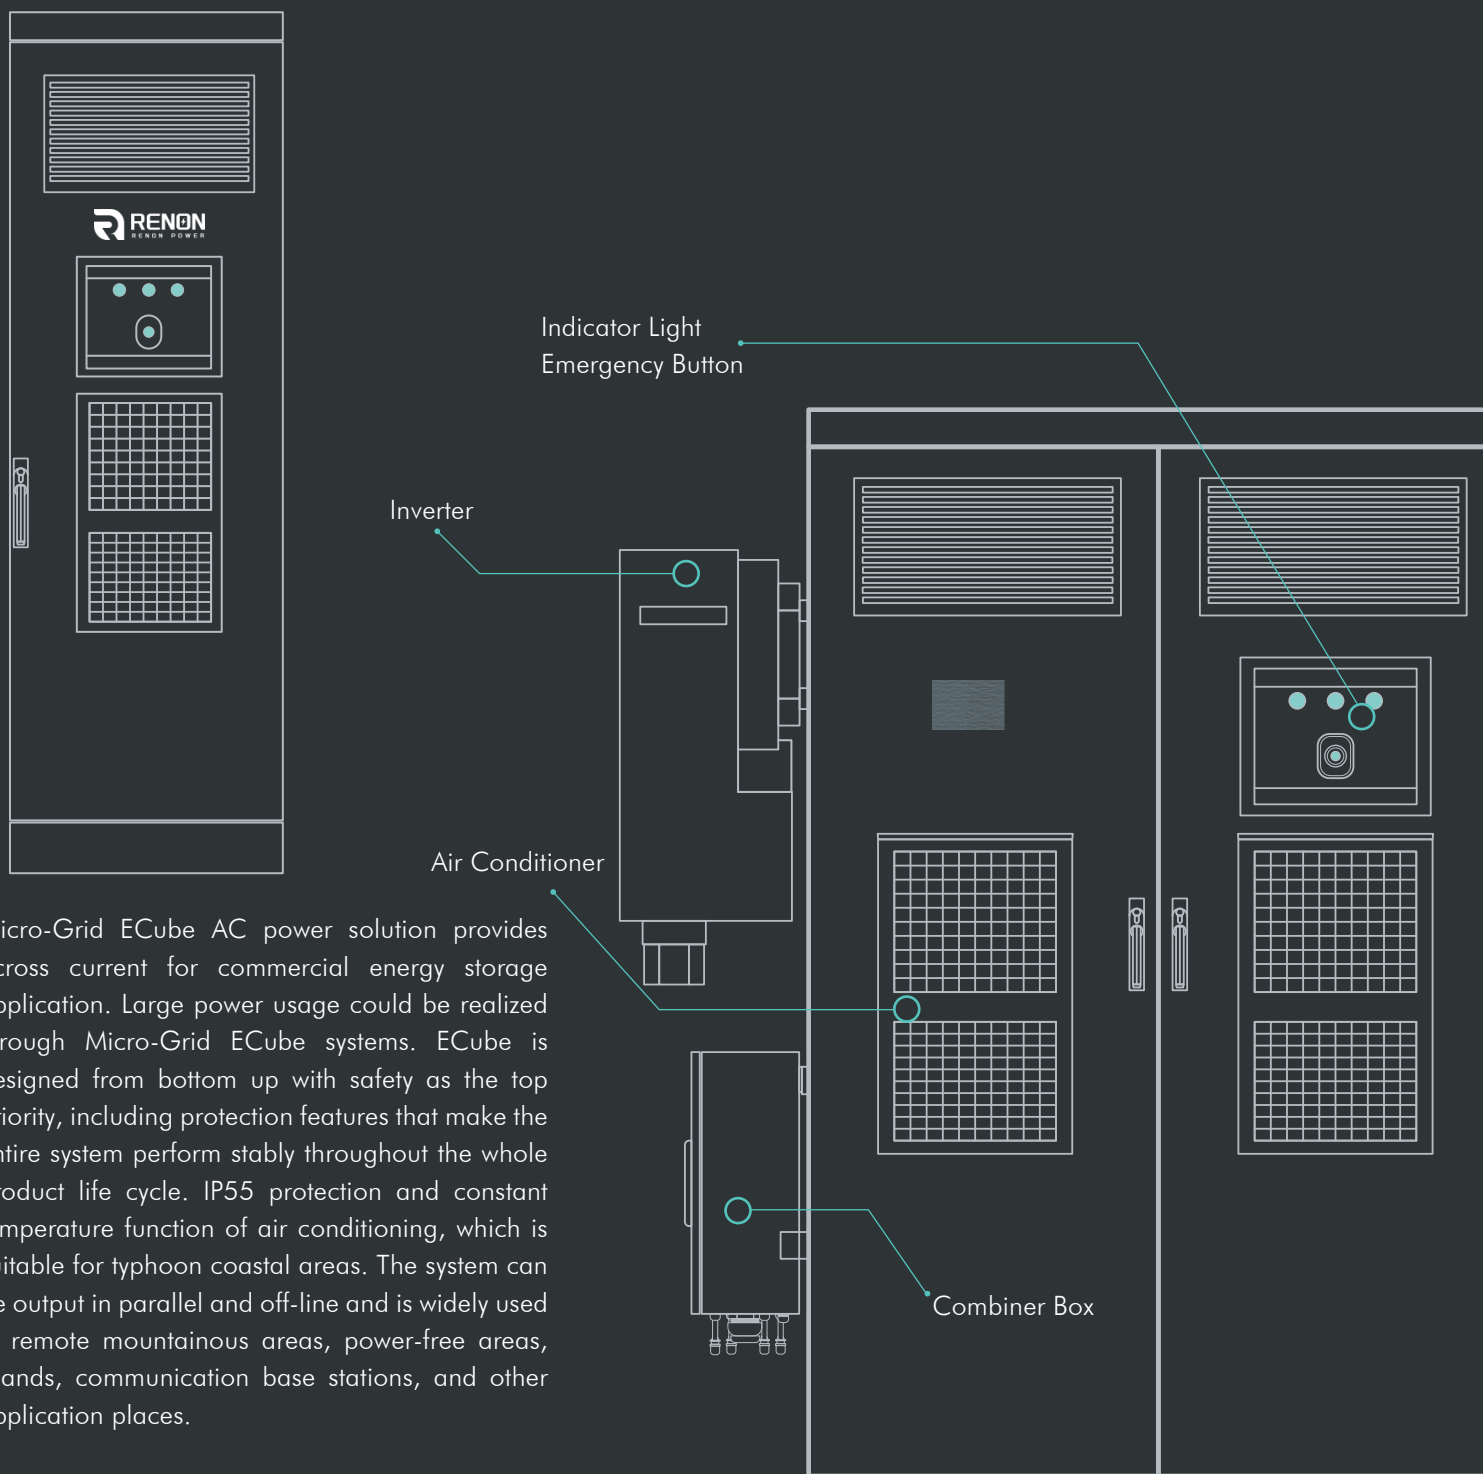 RENON
RENON POWER
Indicator Light
Emergency Button
Inverter
Air Conditioner
icro-Grid ECube AC power solution provides
cross current for commercial energy storage
pplication. Large power usage could be realized
rough Micro-Grid ECube systems. ECube is
esigned from bottom up with safety as the top
riority, including protection features that make the
ntire system perform stably throughout the whole
roduct life cycle. IP55 protection and constant
mperature function of air conditioning, which is
itable for typhoon coastal areas. The system can
e output in parallel and off-line and is widely used
remote mountainous areas, power-free areas,
ands, communication base stations, and other
pplication places.
Combiner Box